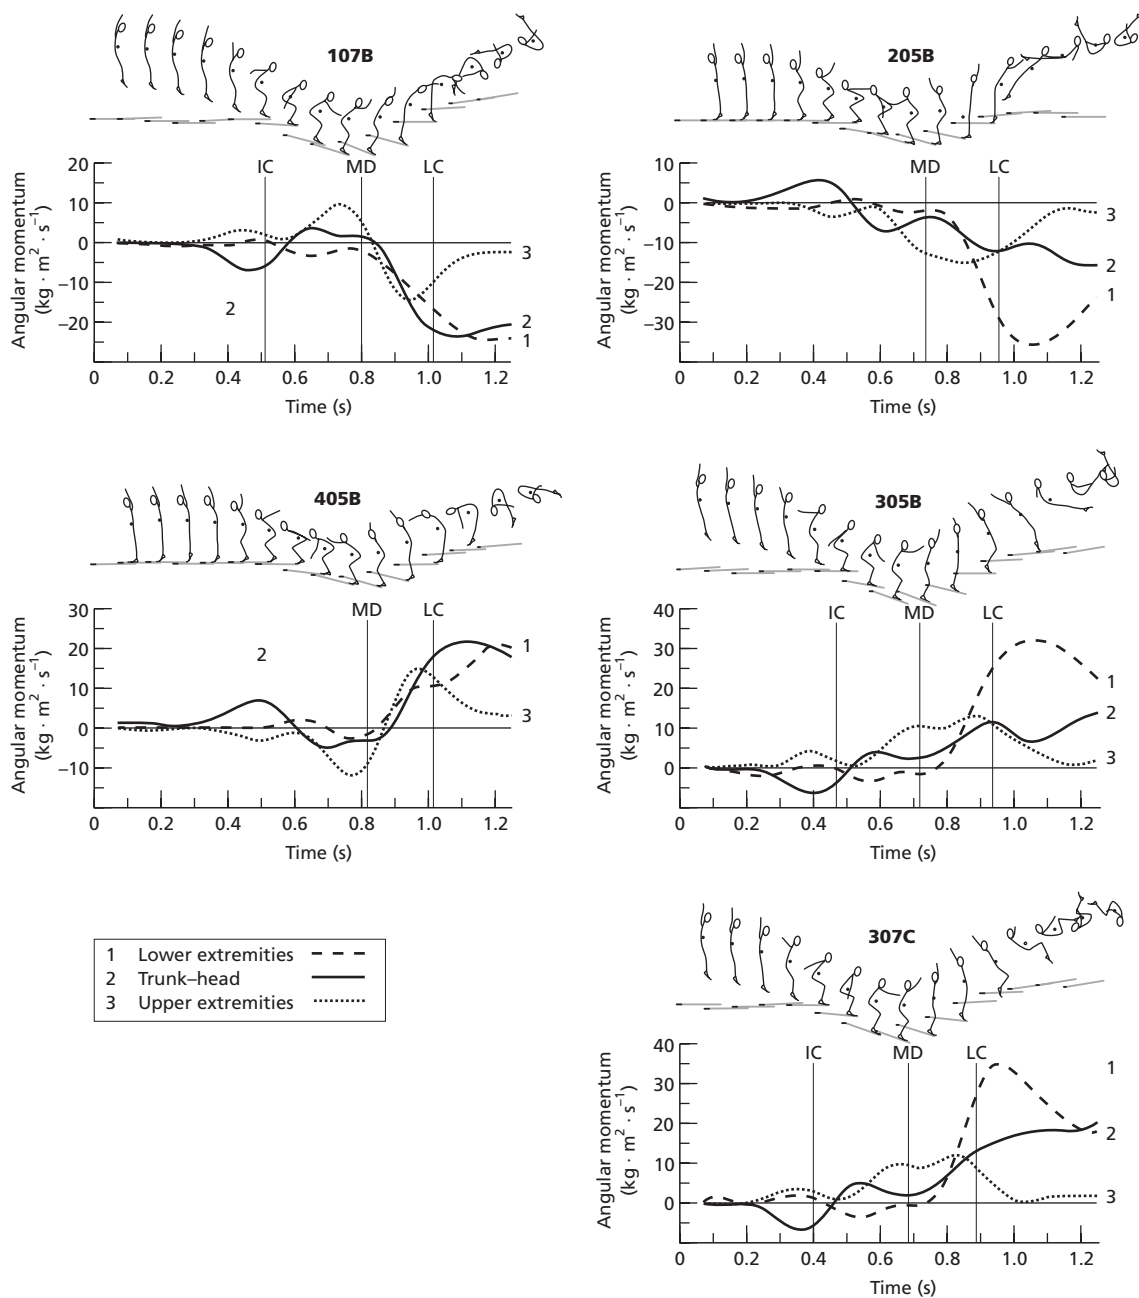 107B
IC
MD
LC
20
10
0
−10
−20
Angular momentum
(kg · m² · s⁻¹)
2
3
2
1
0
0.2
0.4
0.6
0.8
1.0
1.2
Time (s)
205B
MD
LC
10
0
−10
−20
−30
Angular momentum
(kg · m² · s⁻¹)
3
2
1
0
0.2
0.4
0.6
0.8
1.0
1.2
Time (s)
405B
MD
LC
30
20
10
0
−10
Angular momentum
(kg · m² · s⁻¹)
2
1
3
0
0.2
0.4
0.6
0.8
1.0
1.2
Time (s)
305B
IC
MD
LC
40
30
20
10
0
Angular momentum
(kg · m² · s⁻¹)
1
2
3
0
0.2
0.4
0.6
0.8
1.0
1.2
Time (s)
1 Lower extremities
2 Trunk–head
3 Upper extremities
307C
IC
MD
LC
40
30
20
10
0
Angular momentum
(kg · m² · s⁻¹)
1
2
3
0
0.2
0.4
0.6
0.8
1.0
1.2
Time (s)